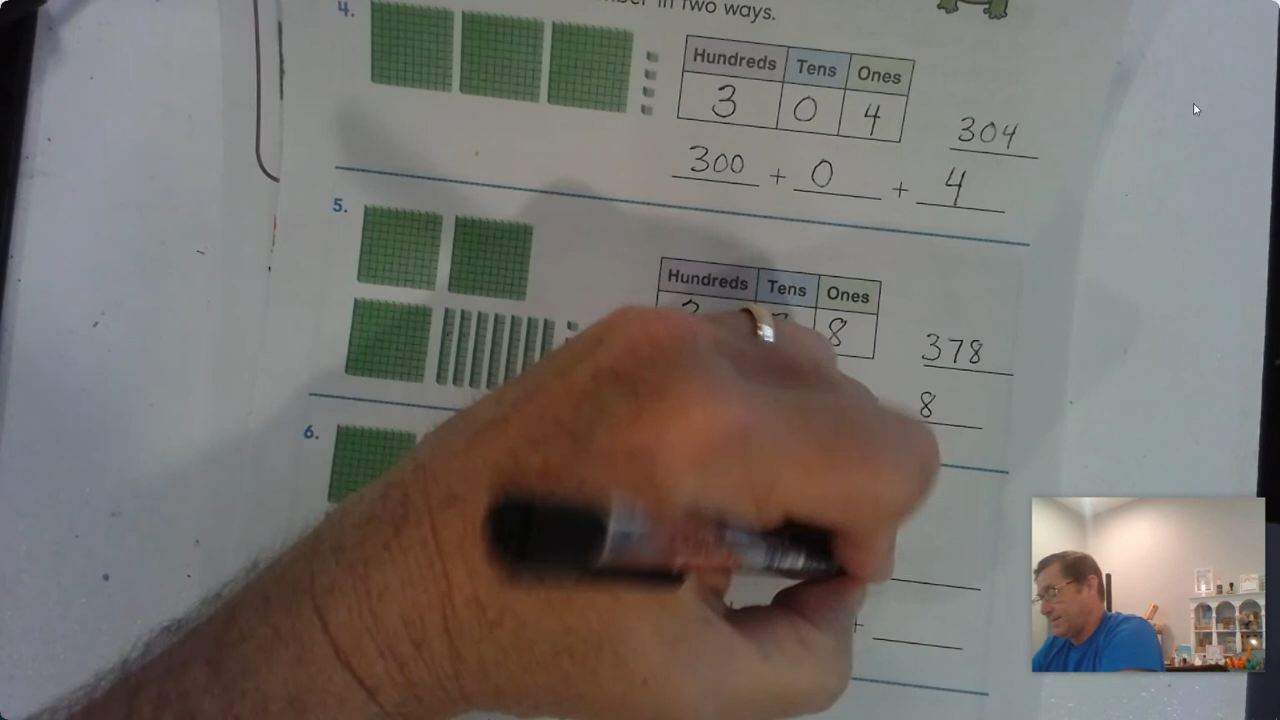 in two ways.
4.
Hundreds Tens Ones
3 0 4
304
300 + 0 + 4
5.
Hundreds Tens Ones
8
378
8
6.
+